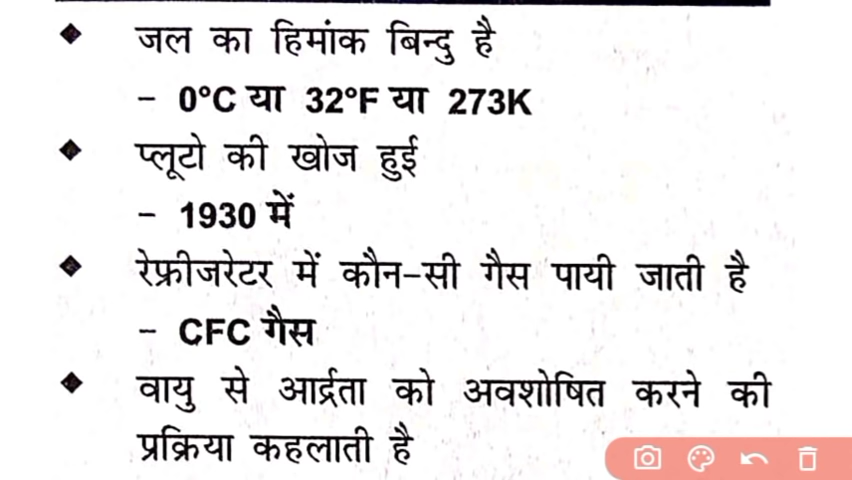 जल का हिमांक बिन्दु है
– 0°C या 32°F या 273K
प्लूटो की खोज हुई
– 1930 में
रेफ्रीजरेटर में कौन-सी गैस पायी जाती है
– CFC गैस
वायु से आर्द्रता को अवशोषित करने की
प्रक्रिया कहलाती है